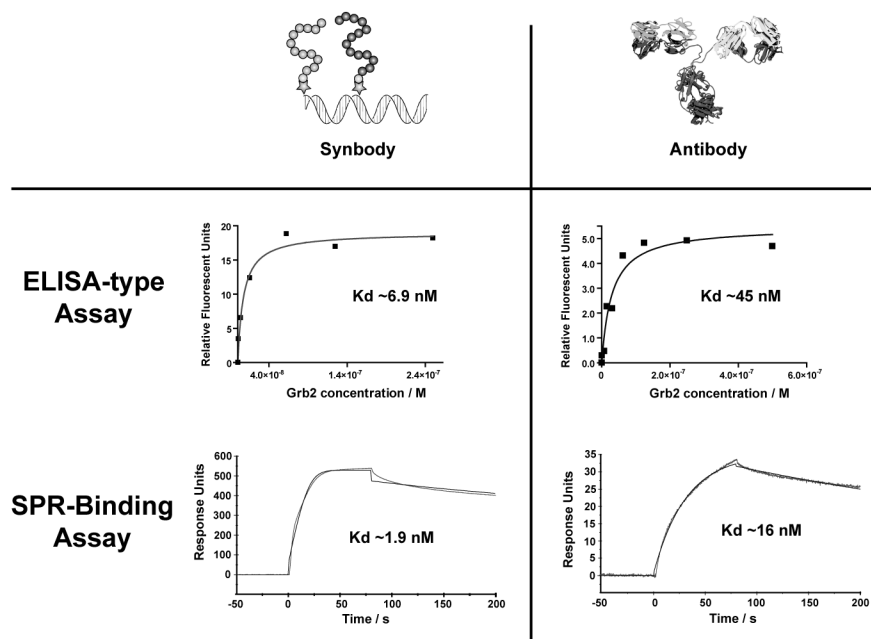 Synbody
Antibody
ELISA-type
Assay
Relative Fluorescent Units
20
15
10
5
0
Kd ~6.9 nM
4.0×10⁻⁸
1.4×10⁻⁷
2.4×10⁻⁷
Grb2 concentration / M
Relative Fluorescent Units
5.0
4.0
3.0
2.0
1.0
0.0
Kd ~45 nM
0
2.0×10⁻⁷
4.0×10⁻⁷
6.0×10⁻⁷
Grb2 concentration / M
SPR-Binding
Assay
Response Units
600
500
400
300
200
100
0
Kd ~1.9 nM
-50
0
50
100
150
200
Time / s
Response Units
35
30
25
20
15
10
5
0
Kd ~16 nM
-50
0
50
100
150
200
Time / s